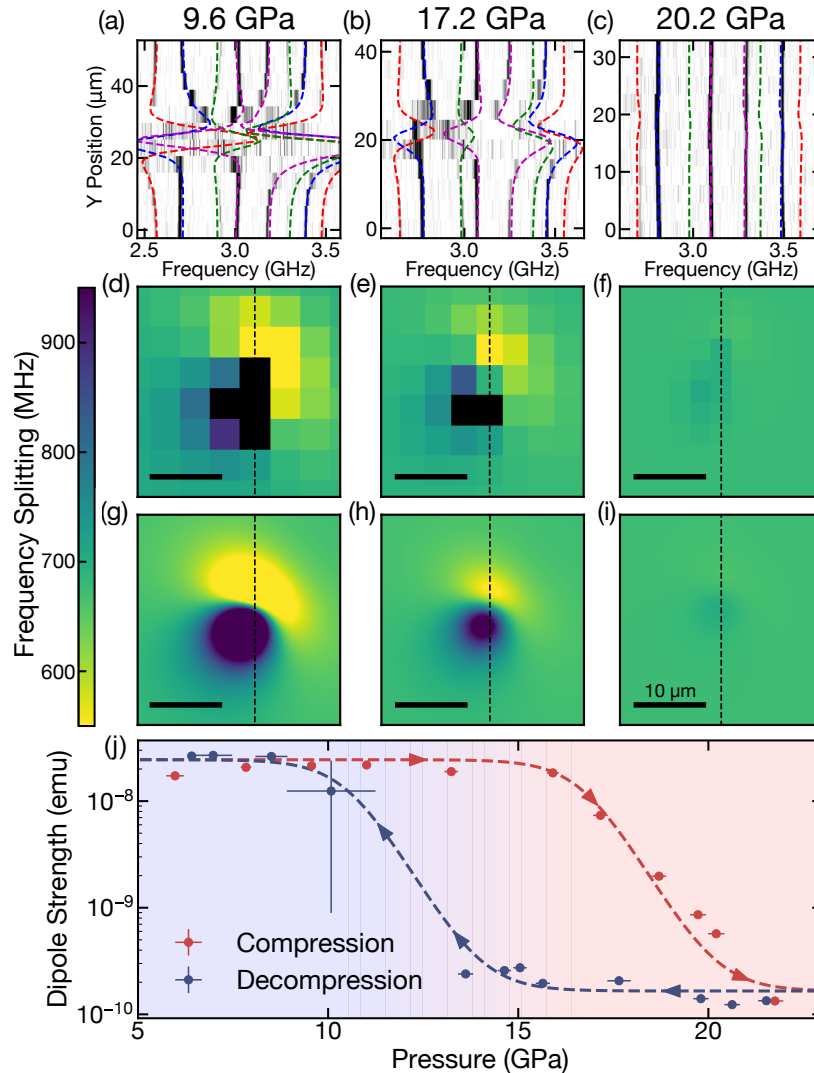 (a) 9.6 GPa (b) 17.2 GPa (c) 20.2 GPa
Y Position (µm)
40
20
0
40
20
0
30
20
10
0
2.5 3.0 3.5 3.0 3.5 3.0 3.5
Frequency (GHz) Frequency (GHz) Frequency (GHz)
(d) (e) (f)
Frequency Splitting (MHz)
900
800
700
600
(g) (h) (i)
10 µm
(j)
Dipole Strength (emu)
10⁻⁸
10⁻⁹
10⁻¹⁰
Compression
Decompression
5 10 15 20
Pressure (GPa)